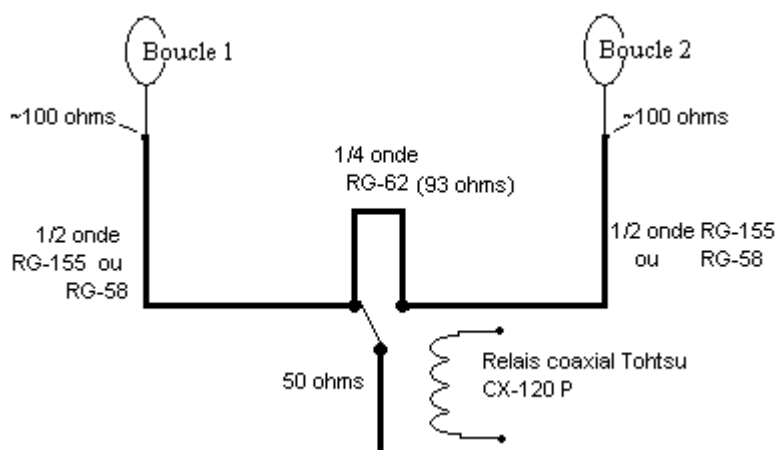 Boucle 1
Boucle 2
~100 ohms
~100 ohms
1/4 onde
RG-62 (93 ohms)
1/2 onde
RG-155 ou
RG-58
1/2 onde RG-155
ou RG-58
50 ohms
Relais coaxial Tohtsu
CX-120 P